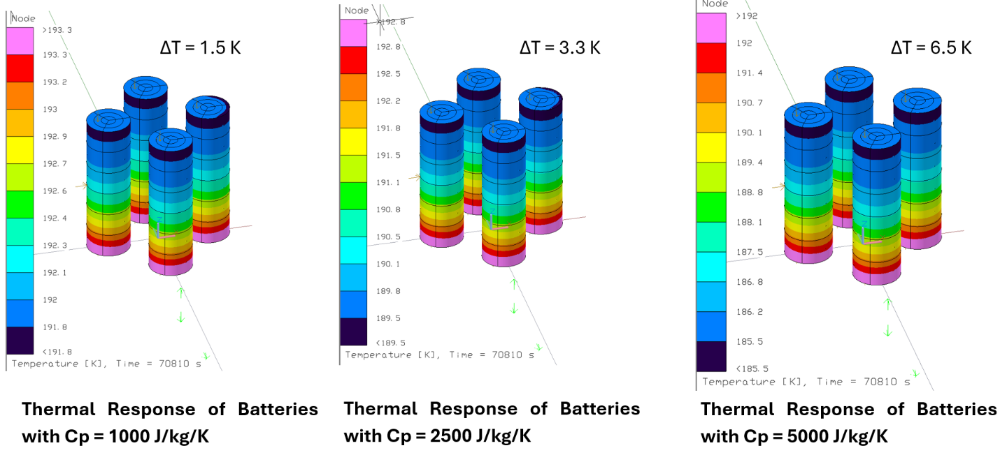 Node
>193.3
193.3
193.2
193
192.9
192.7
192.6
192.4
192.3
192.1
192
191.8
<191.8
Temperature [K], Time = 70810 s
ΔT = 1.5 K
Thermal Response of Batteries
with Cp = 1000 J/kg/K
Node
192.8
192.8
192.5
192.2
191.8
191.5
191.1
190.8
190.5
190.1
189.8
189.5
<189.5
Temperature [K], Time = 70810 s
ΔT = 3.3 K
Thermal Response of Batteries
with Cp = 2500 J/kg/K
Node
>192
192
191.4
190.7
190.1
189.4
188.8
188.1
187.5
186.8
186.2
185.5
<185.5
Temperature [K], Time = 70810 s
ΔT = 6.5 K
Thermal Response of Batteries
with Cp = 5000 J/kg/K